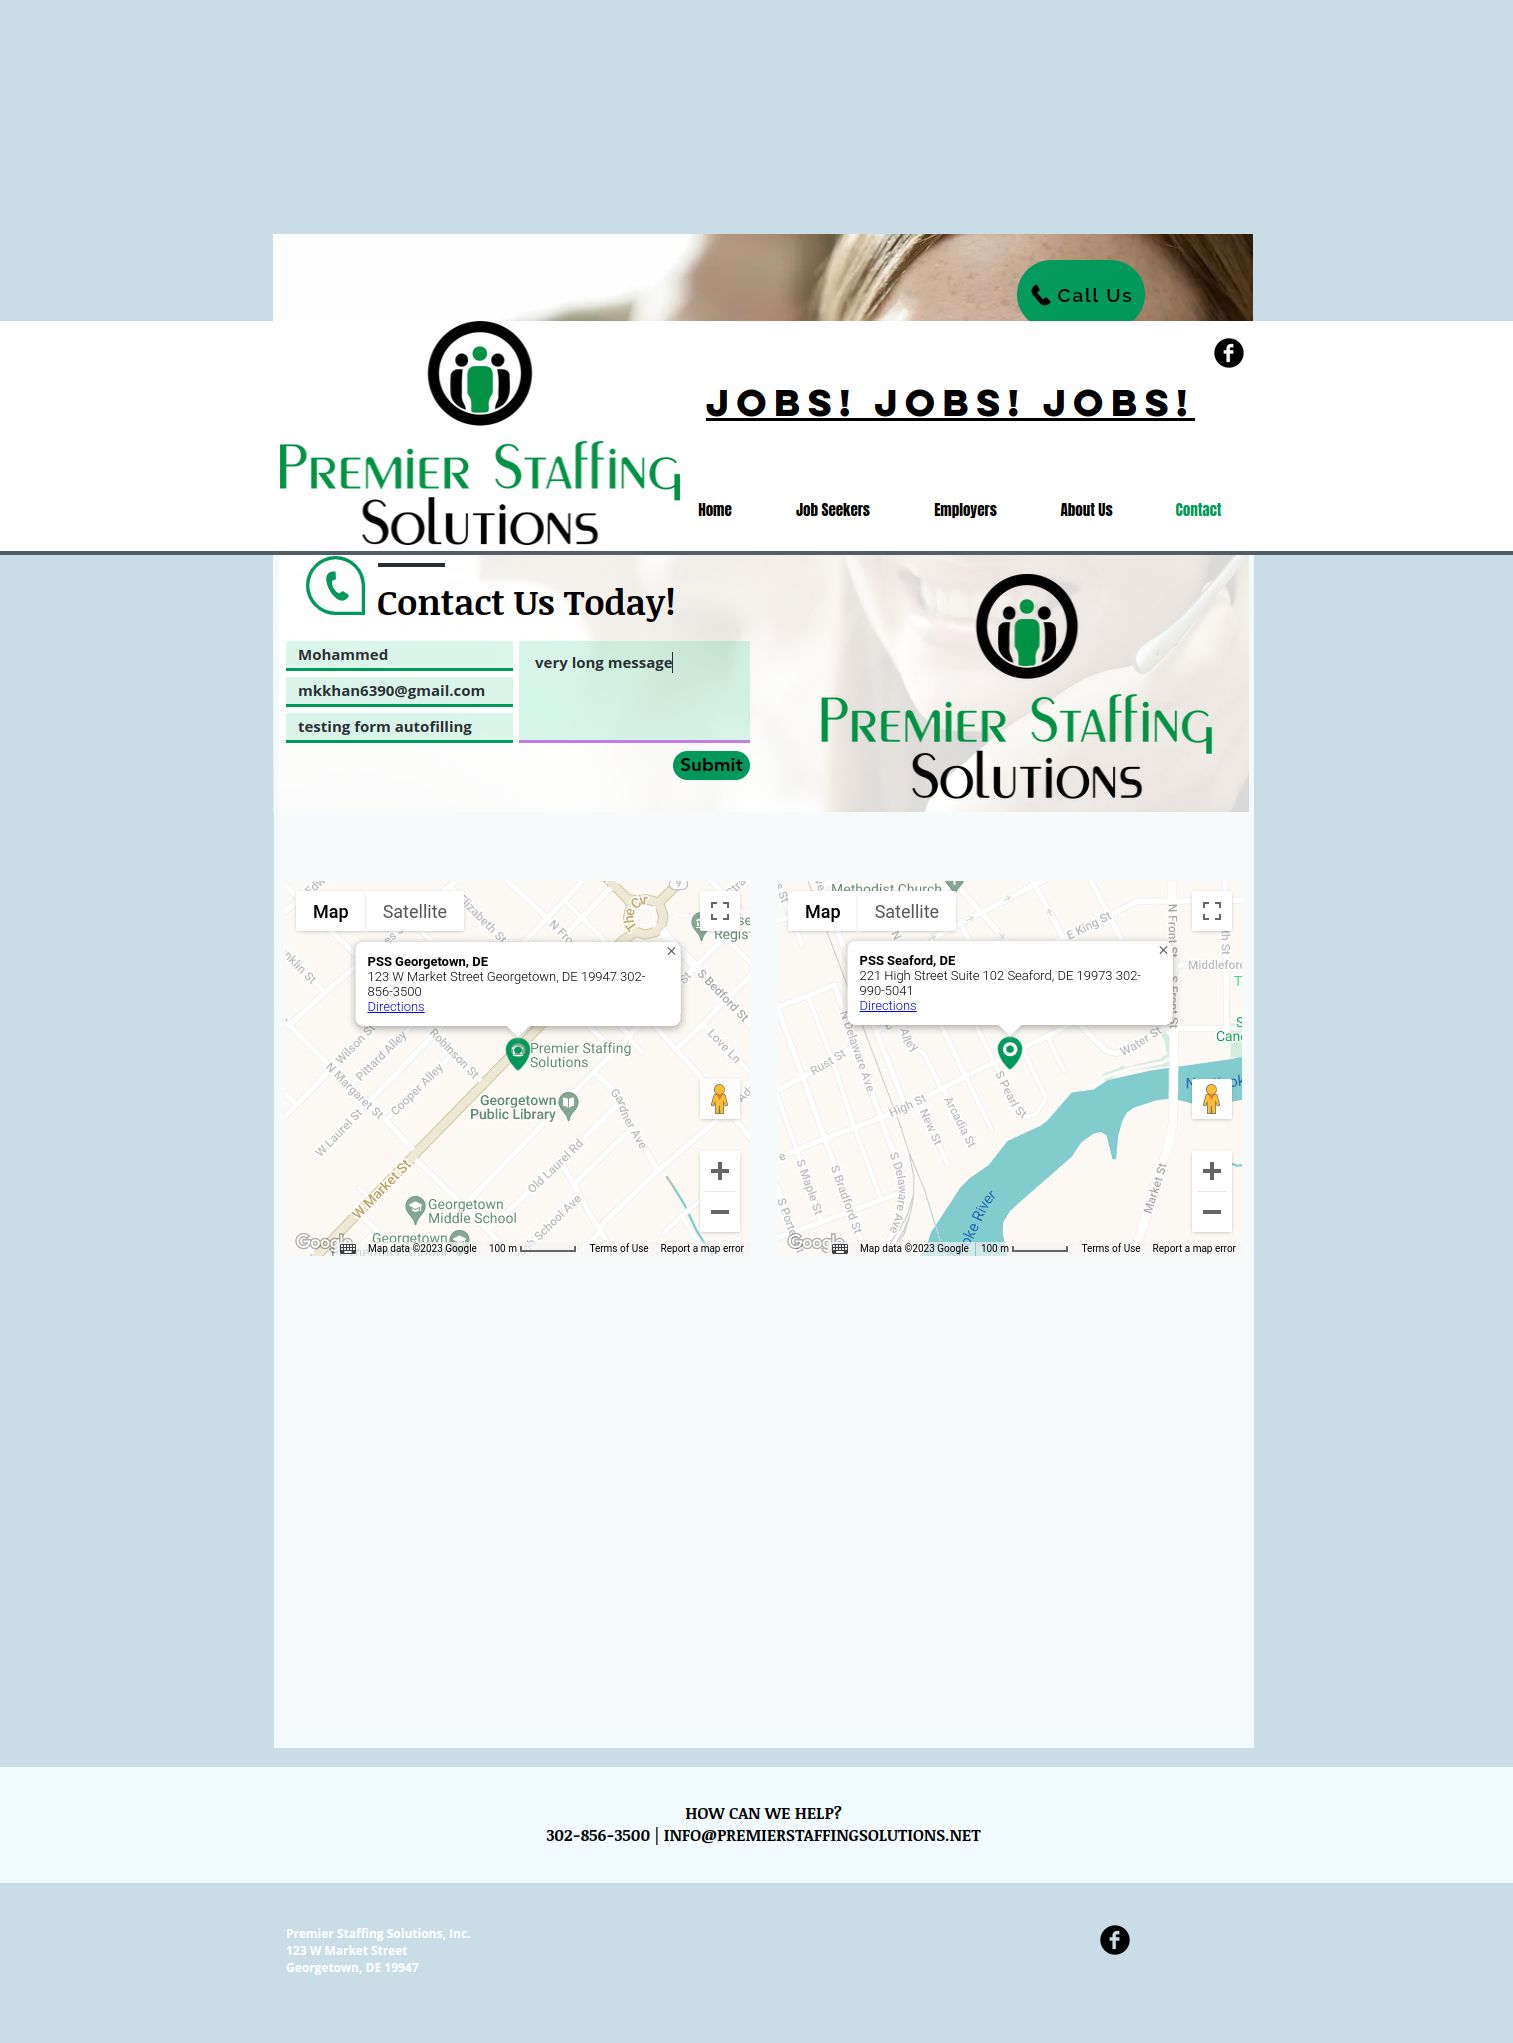 Call Us
JOBS! JOBS! JOBS!
Premier Staffing
Solutions
Home
Job Seekers
Employers
About Us
Contact
Contact Us Today!
Mohammed
mkkhan6390@gmail.com
testing form autofilling
very long message
Submit
Premier Staffing
Solutions
Map
Satellite
PSS Georgetown, DE
123 W Market Street Georgetown, DE 19947 302-
856-3500
Directions
The Cir
S Bedford St
Love Ln
N Wilson St
Pittard Alley
Robinson St
N Margaret St
Cooper Alley
W Laurel St
Premier Staffing
Solutions
Georgetown
Public Library
Gardner Ave
Old Laurel Rd
W Market St
Georgetown
Middle School
School Ave
Georgetown
Google
Map data ©2023 Google
100 m
Terms of Use
Report a map error
Methodist Church
Map
Satellite
E King St
N Front St
Middleford
PSS Seaford, DE
221 High Street Suite 102 Seaford, DE 19973 302-
990-5041
Directions
S Front St
N Delaware Ave
Alley
Water St
Rust St
S Pearl St
High St
New St
Arcadia St
S Maple St
S Bradford St
S Delaware Ave
Market St
River
Google
Map data ©2023 Google
100 m
Terms of Use
Report a map error
HOW CAN WE HELP?
302-856-3500 | INFO@PREMIERSTAFFINGSOLUTIONS.NET
Premier Staffing Solutions, Inc.
123 W Market Street
Georgetown, DE 19947